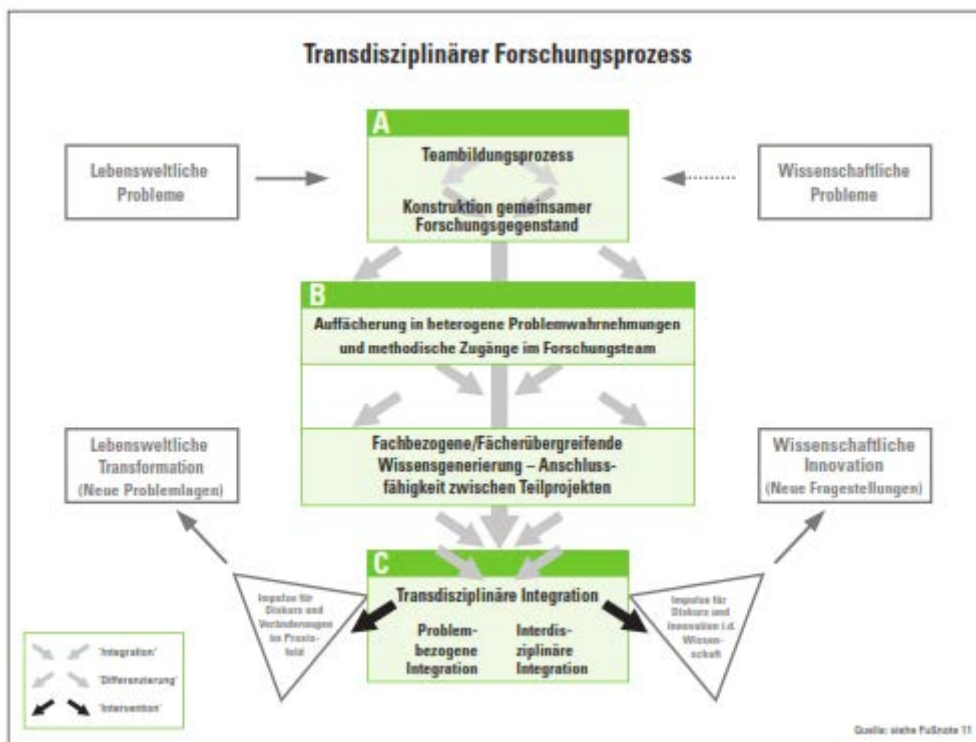 Transdisziplinärer Forschungsprozess
A
Teambildungsprozess
Konstruktion gemeinsamer
Forschungsgegenstand
Lebensweltliche
Probleme
Wissenschaftliche
Probleme
B
Auffächerung in heterogene Problemwahrnehmungen
und methodische Zugänge im Forschungsteam
Fachbezogene/Fächerübergreifende
Wissensgenerierung – Anschluss-
fähigkeit zwischen Teilprojekten
Lebensweltliche
Transformation
(Neue Problemlagen)
Wissenschaftliche
Innovation
(Neue Fragestellungen)
C
Transdisziplinäre Integration
Problem-
bezogene
Integration
Interdis-
ziplinäre
Integration
Impulse für
Diskurs und
Veränderungen
im Praxis-
feld
Impulse für
Diskurs und
Innovation i.d.
Wissen-
schaft
'Integration'
'Differenzierung'
'Intervention'
Quelle: siehe Fußnote 11